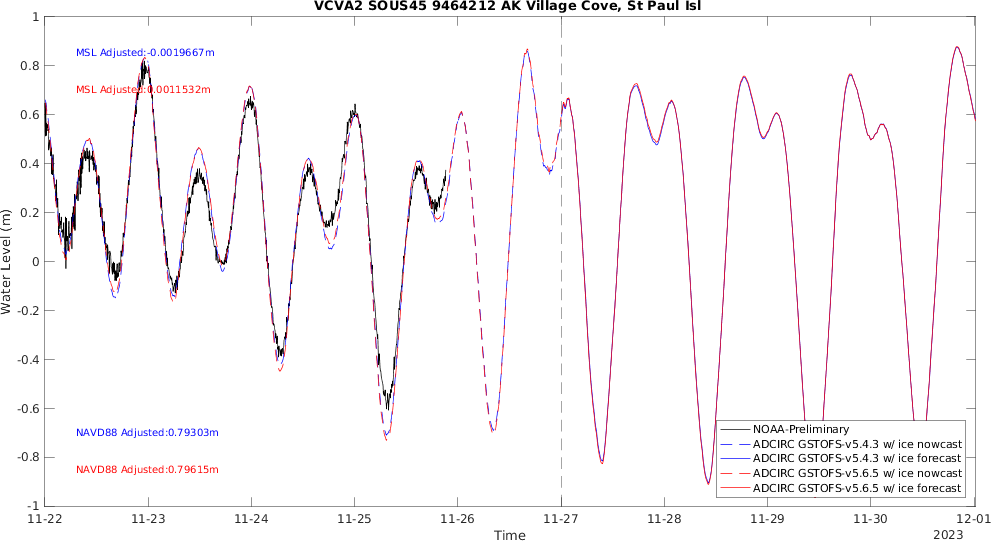 VCVA2 SOUS45 9464212 AK Village Cove, St Paul Isl
1
0.8
0.6
0.4
0.2
0
-0.2
-0.4
-0.6
-0.8
-1
Water Level (m)
MSL Adjusted:-0.0019667m
MSL Adjusted:0.0011532m
NAVD88 Adjusted:0.79303m
NAVD88 Adjusted:0.79615m
NOAA-Preliminary
ADCIRC GSTOFS-v5.4.3 w/ ice nowcast
ADCIRC GSTOFS-v5.4.3 w/ ice forecast
ADCIRC GSTOFS-v5.6.5 w/ ice nowcast
ADCIRC GSTOFS-v5.6.5 w/ ice forecast
11-22 11-23 11-24 11-25 11-26 11-27 11-28 11-29 11-30 12-01
Time
2023